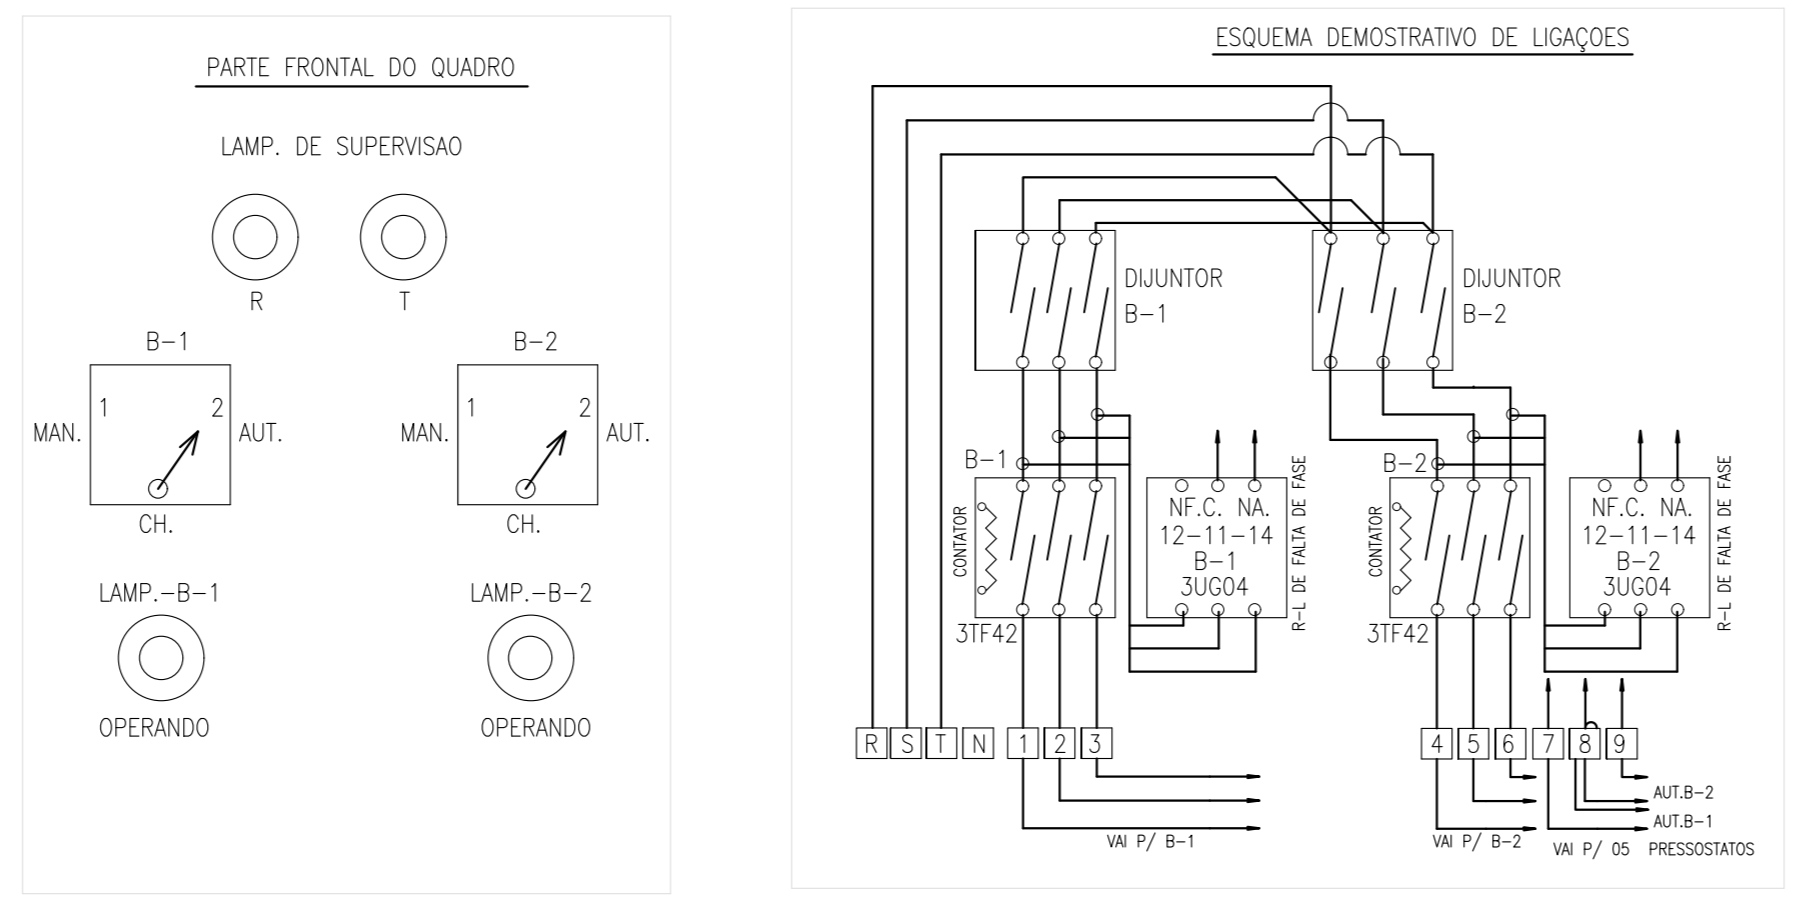 PARTE FRONTAL DO QUADRO
LAMP. DE SUPERVISAO
R T
B-1 B-2
1 2 1 2
MAN. AUT. MAN. AUT.
CH. CH.
LAMP.-B-1 LAMP.-B-2
OPERANDO OPERANDO
ESQUEMA DEMOSTRATIVO DE LIGAÇOES
DIJUNTOR
B-1
DIJUNTOR
B-2
B-1
CONTATOR
3TF42
NF.C. NA.
12-11-14
B-1
3UG04
R-L DE FALTA DE FASE
B-2
CONTATOR
3TF42
NF.C. NA.
12-11-14
B-2
3UG04
R-L DE FALTA DE FASE
R S T N 1 2 3 4 5 6 7 8 9
AUT.B-2
AUT.B-1
VAI P/ B-1
VAI P/ B-2
VAI P/ 05 PRESSOSTATOS